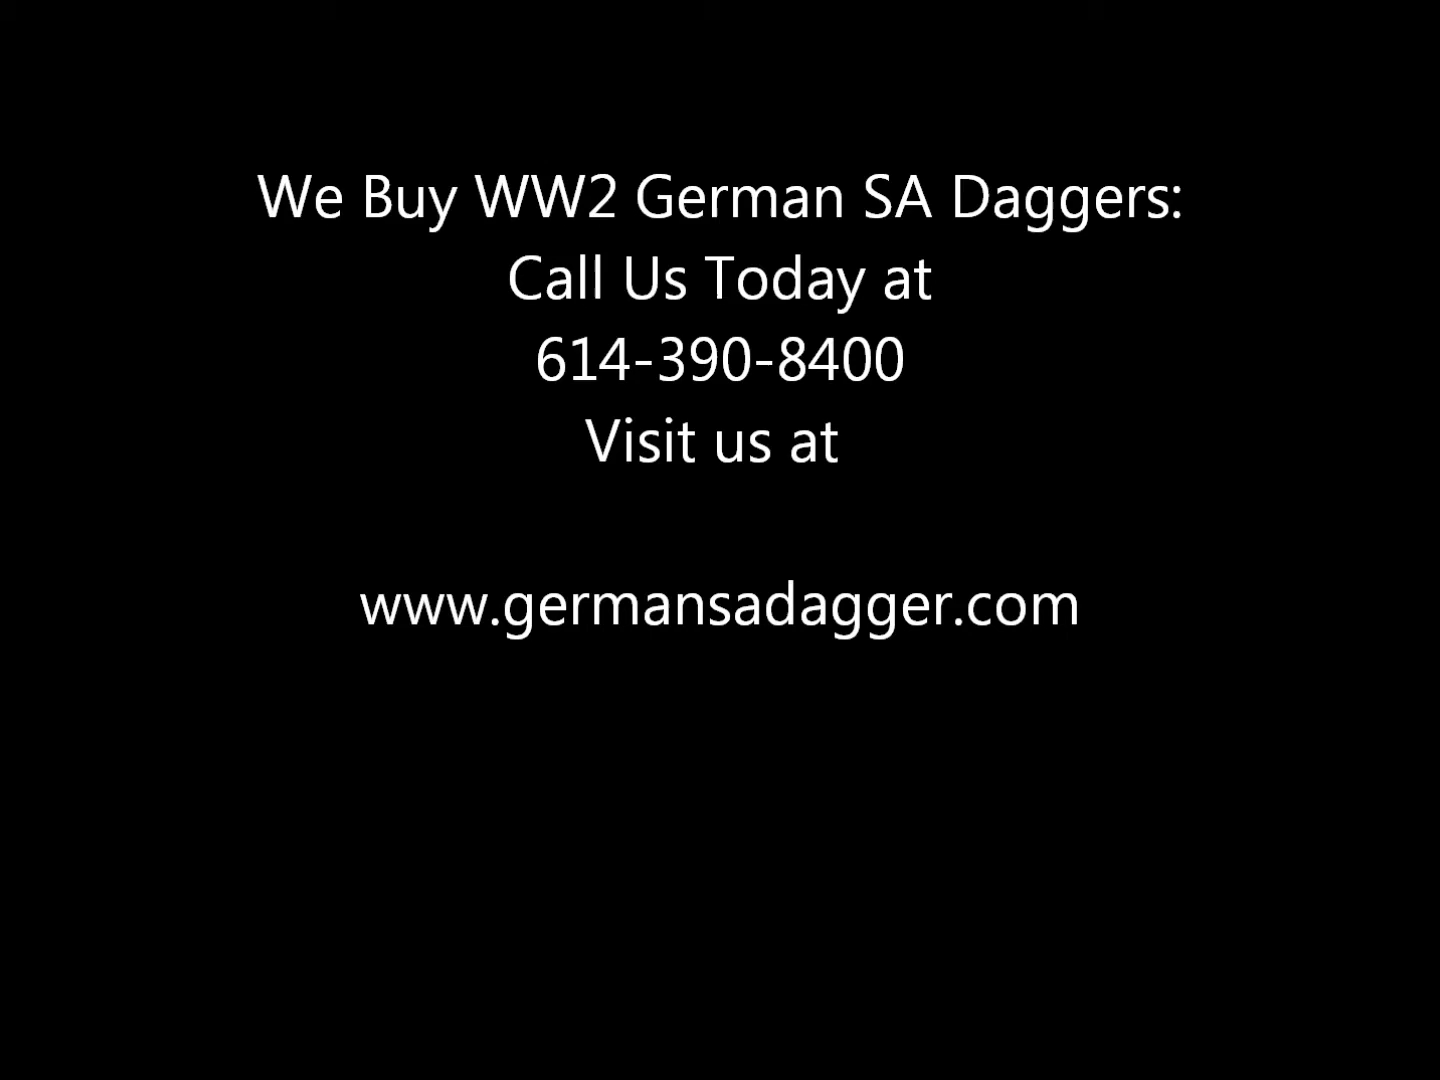 We Buy WW2 German SA Daggers:
Call Us Today at
614-390-8400
Visit us at
www.germansadagger.com